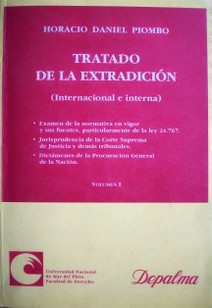 HORACIO DANIEL PIOMBO
TRATADO
DE LA EXTRADICIÓN
(Internacional e interna)
• Examen de la normativa en vigor
y sus fuentes, particularmente de la ley 24.767.
• Jurisprudencia de la Corte Suprema
de Justicia y demás tribunales.
• Dictámenes de la Procuración General
de la Nación.
VOLUMEN I
Universidad Nacional
de Mar del Plata
Facultad de Derecho
Depalma